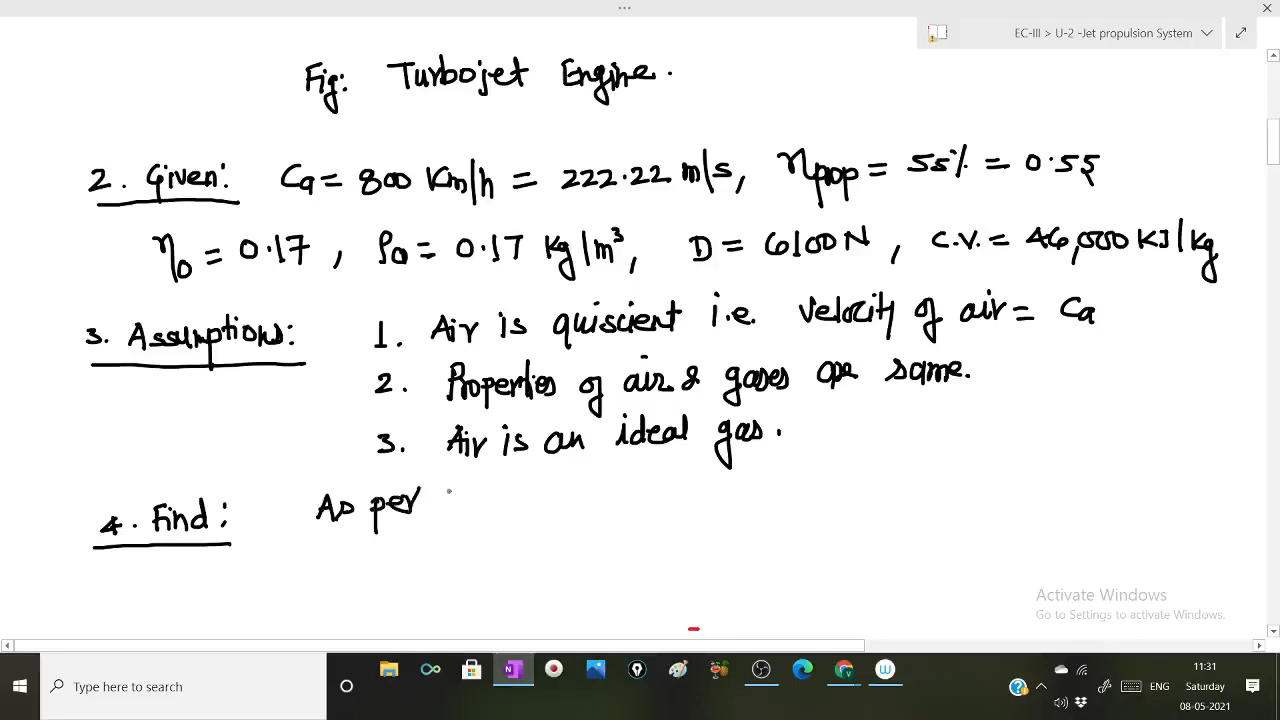 EC-III > U-2 -Jet propulsion System
Fig: Turbojet Engine.
2. Given: Ca = 800 Km/h = 222.22 m/s, ηprop = 55% = 0.55
ηo = 0.17, ρa = 0.17 kg/m³, D = 6100 N, C.V. = 46,000 KJ/kg
3. Assumptions: 1. Air is quiscient i.e. velocity of air = Ca
2. Properties of air & gases are same.
3. Air is an ideal gas.
4. Find: As per
Activate Windows
Go to Settings to activate Windows.
Type here to search
ENG
11:31
Saturday
08-05-2021